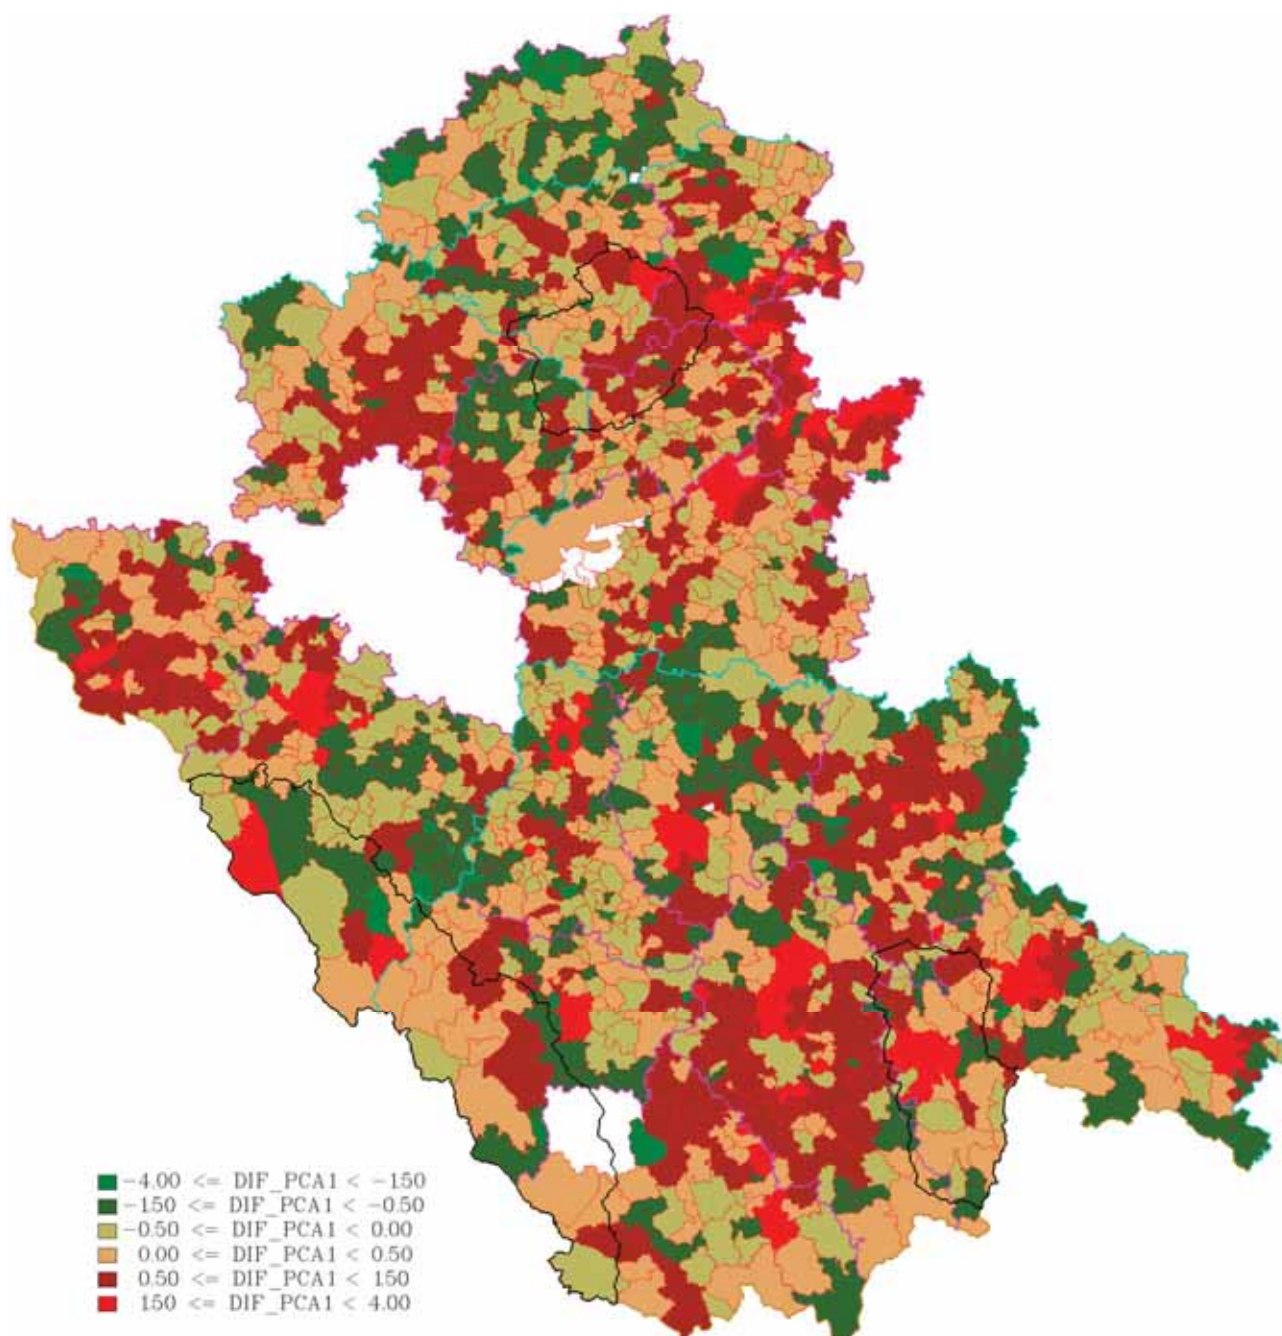 -4.00 <= DIF_PCA1 < -1.50
-1.50 <= DIF_PCA1 < -0.50
-0.50 <= DIF_PCA1 < 0.00
0.00 <= DIF_PCA1 < 0.50
0.50 <= DIF_PCA1 < 1.50
1.50 <= DIF_PCA1 < 4.00